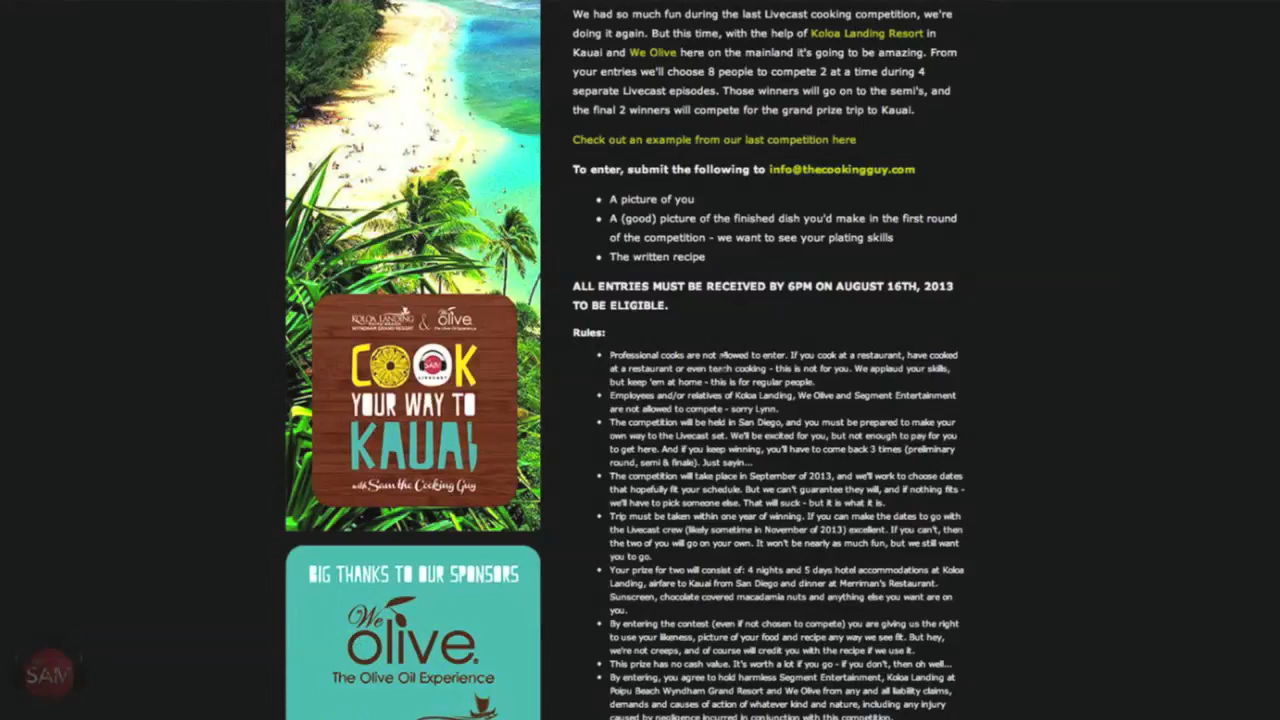 We had so much fun during the last Livecast cooking competition, we're
doing it again. But this time, with the help of Koloa Landing Resort in
Kauai and We Olive here on the mainland it's going to be amazing. From
your entries we'll choose 8 people to compete 2 at a time during 4
separate Livecast episodes. Those winners will go on to the semi's, and
the final 2 winners will compete for the grand prize trip to Kauai.
Check out an example from our last competition here
To enter, submit the following to info@thecookingguy.com
• A picture of you
• A (good) picture of the finished dish you'd make in the first round
of the competition - we want to see your plating skills
• The written recipe
ALL ENTRIES MUST BE RECEIVED BY 6PM ON AUGUST 16TH, 2013
TO BE ELIGIBLE.
Rules:
• Professional cooks are not allowed to enter. If you cook at a restaurant, have cooked
at a restaurant or even teach cooking - this is not for you. We applaud your skills,
but keep 'em at home - this is for regular people.
• Employees and/or relatives of Koloa Landing, We Olive and Segment Entertainment
are not allowed to compete - sorry Lynn.
• The competition will be held in San Diego, and you must be prepared to make your
own way to the Livecast set. We'll be excited for you, but not enough to pay for you
to get here. And if you keep winning, you'll have to come back 3 times (preliminary
round, semi & finale). Just sayin...
• The competition will take place in September of 2013, and we'll work to choose dates
that hopefully fit your schedule. But we can't guarantee they will, and if nothing fits -
we'll have to pick someone else. That will suck - but it is what it is.
• Trip must be taken within one year of winning. If you can make the dates to go with
the Livecast crew (likely sometime in November of 2013) excellent. If you can't, then
the two of you will go on your own. It won't be nearly as much fun, but we still want
you to go.
• Your prize for two will consist of: 4 nights and 5 days hotel accommodations at Koloa
Landing, airfare to Kauai from San Diego and dinner at Merriman's Restaurant.
Sunscreen, chocolate covered macadamia nuts and anything else you want are on
you.
• By entering the contest (even if not chosen to compete) you are giving us the right
to use your likeness, picture of your food and recipe any way we see fit. But hey,
we're not creeps, and of course will credit you with the recipe if we use it.
• This prize has no cash value. It's worth a lot if you go - if you don't, then oh well...
• By entering, you agree to hold harmless Segment Entertainment, Koloa Landing at
Poipu Beach Wyndham Grand Resort and We Olive from any and all liability claims,
demands and causes of action of whatever kind and nature, including any injury
caused by negligence incurred in conjunction with this competition.
KOLOA LANDING & We olive
WYNDHAM GRAND RESORT The Olive Oil Experience
COOK
SAM
LIVECAST
YOUR WAY TO
KAUAI
with Sam the Cooking Guy
BIG THANKS TO OUR SPONSORS
We
olive.
The Olive Oil Experience
SAM